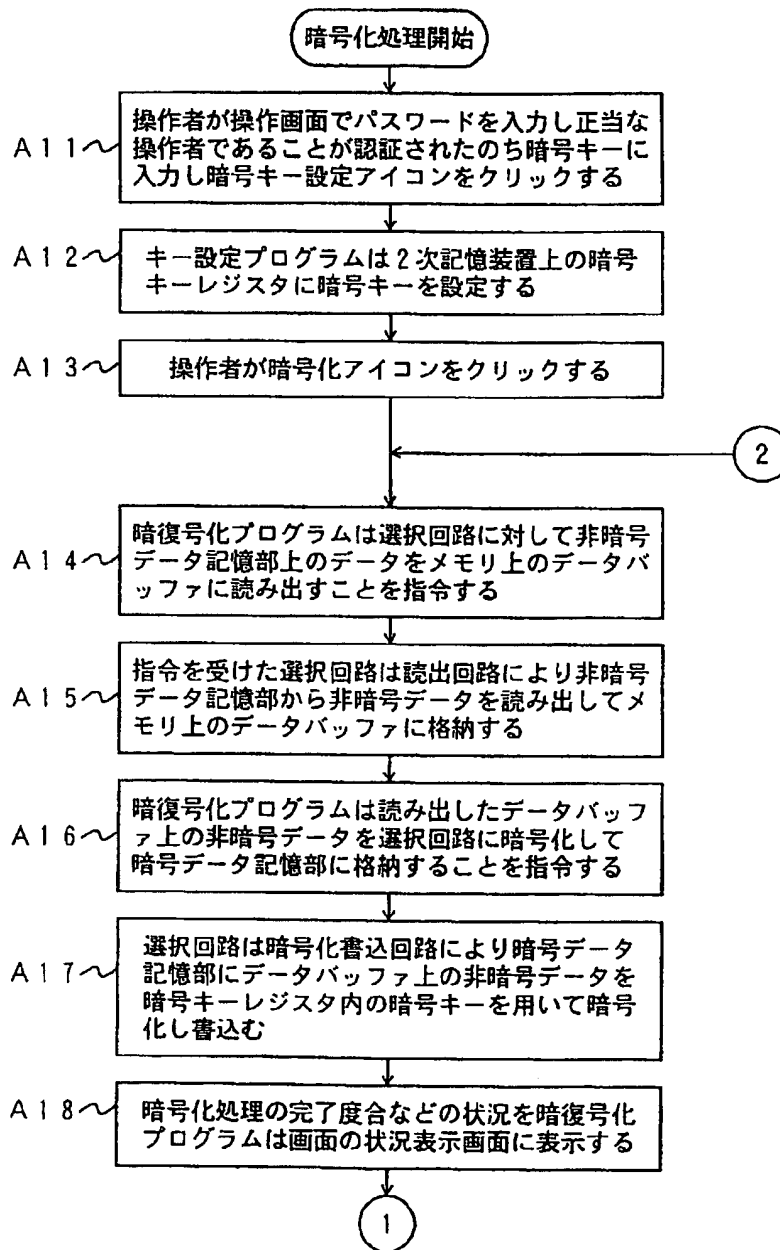 暗号化処理開始
A11
操作者が操作画面でパスワードを入力し正当な
操作者であることが認証されたのち暗号キーに
入力し暗号キー設定アイコンをクリックする
A12
キー設定プログラムは2次記憶装置上の暗号
キーレジスタに暗号キーを設定する
A13
操作者が暗号化アイコンをクリックする
2
A14
暗復号化プログラムは選択回路に対して非暗号
データ記憶部上のデータをメモリ上のデータバ
ッファに読み出すことを指令する
A15
指令を受けた選択回路は読出回路により非暗号
データ記憶部から非暗号データを読み出してメ
モリ上のデータバッファに格納する
A16
暗復号化プログラムは読み出したデータバッフ
ァ上の非暗号データを選択回路に暗号化して
暗号データ記憶部に格納することを指令する
A17
選択回路は暗号化書込回路により暗号データ
記憶部にデータバッファ上の非暗号データを
暗号キーレジスタ内の暗号キーを用いて暗号
化し書込む
A18
暗号化処理の完了度合などの状況を暗復号化
プログラムは画面の状況表示画面に表示する
1